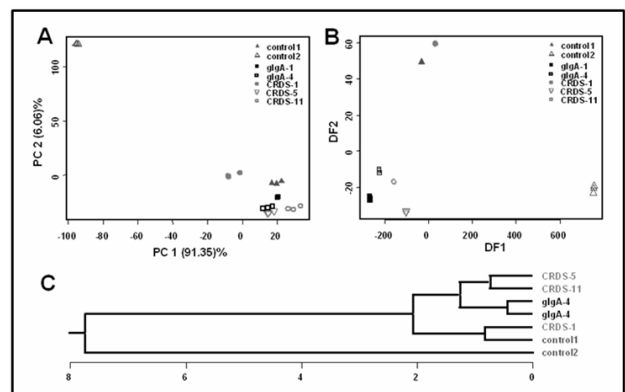 A
control1
control2
glgA-1
glgA-4
CRDS-1
CRDS-5
CRDS-11
PC 2 (6.06)%
100
50
0
-100 -80 -60 -40 -20 0 20 40
PC 1 (91.35)%
B
control1
control2
glgA-1
glgA-4
CRDS-1
CRDS-5
CRDS-11
DF2
60
40
20
0
-20
-200 0 200 400 600
DF1
C
CRDS-5
CRDS-11
glgA-4
glgA-4
CRDS-1
control1
control2
8 6 4 2 0